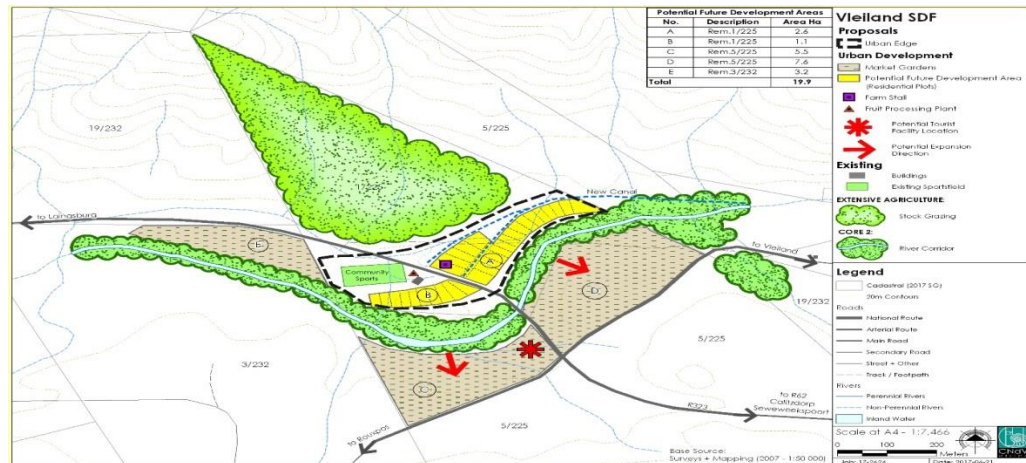 Potential Future Development Areas
No. Description Area Ha
A Rem.1/225 2.6
B Rem.1/225 1.1
C Rem.5/225 5.5
D Rem.5/225 7.6
E Rem.3/232 3.2
Total 19.9
Vleiland SDF
Proposals
Urban Edge
Urban Development
Market Gardens
Potential Future Development Area
(Residential Plots)
Farm Stall
Fruit Processing Plant
Potential Tourist
Facility Location
Potential Expansion
Direction
Existing
Buildings
Existing Sportsfield
EXTENSIVE AGRICULTURE:
Stock Grazing
CORE 2:
River Corridor
Legend
Cadastral (2017 SG)
20m Contours
Roads
National Route
Arterial Route
Main Road
Secondary Road
Street + Other
Track / Footpath
Rivers
Perennial Rivers
Non-Perennial Rivers
Inland Water
Scale at A4 - 1:7,466
0 100 200
Meters
Date: 2017-06-21
19/232
5/225
New Canal
to Laingsburg
to Vleiland
E
A
Community
Sports
B
D
19/232
3/232
5/225
C
to R62
Calitzdorp
Seweweekspoort
R323
to Rouxpos
5/225
Base Source:
Surveys + Mapping (2007 - 1:50 000)